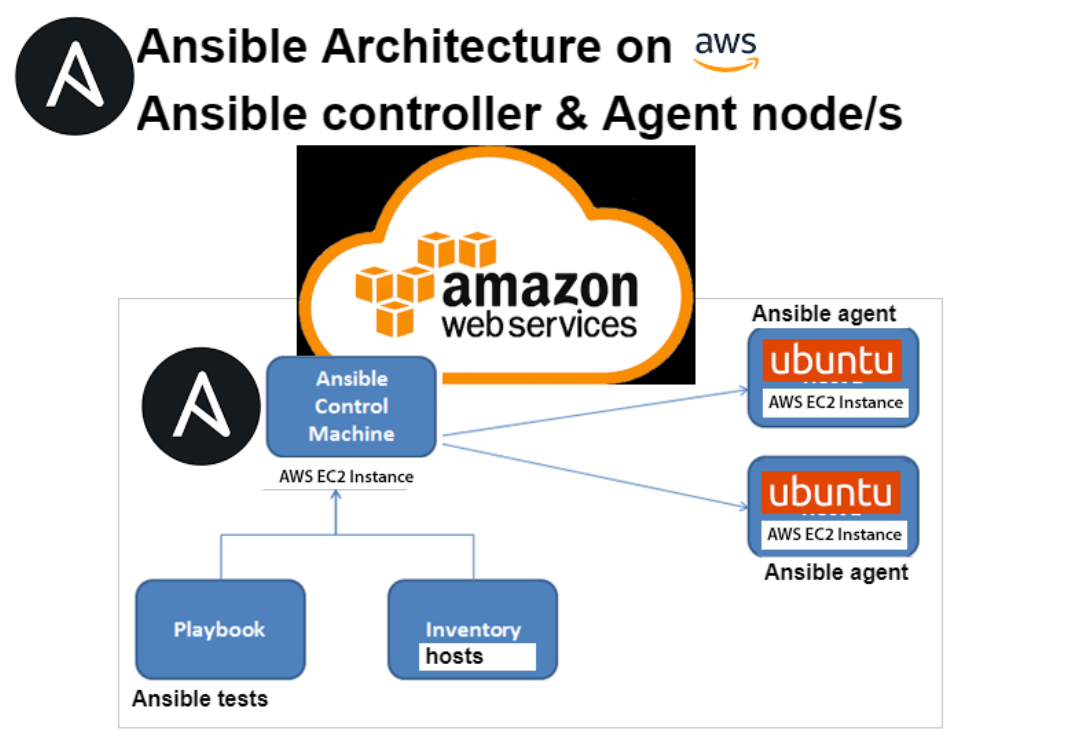 Ansible Architecture on aws
Ansible controller & Agent node/s
amazon
web services
Ansible agent
ubuntu
AWS EC2 Instance
Ansible
Control
Machine
AWS EC2 Instance
ubuntu
AWS EC2 Instance
Ansible agent
Playbook
Inventory
hosts
Ansible tests